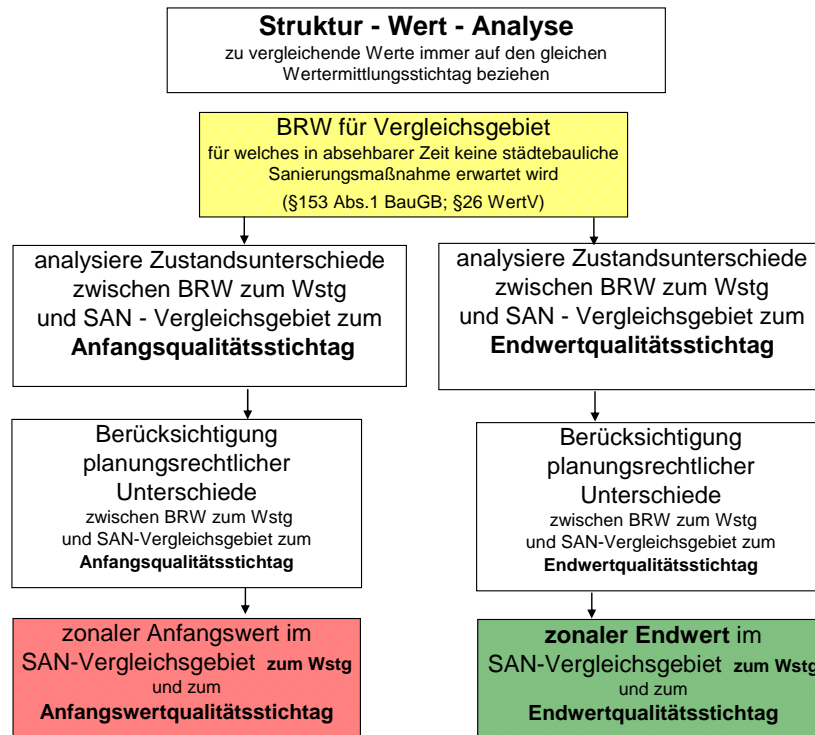 Struktur - Wert - Analyse
zu vergleichende Werte immer auf den gleichen
Wertermittlungsstichtag beziehen
BRW für Vergleichsgebiet
für welches in absehbarer Zeit keine städtebauliche
Sanierungsmaßnahme erwartet wird
(§153 Abs.1 BauGB; §26 WertV)
analysiere Zustandsunterschiede
zwischen BRW zum Wstg
und SAN - Vergleichsgebiet zum
Anfangsqualitätsstichtag
analysiere Zustandsunterschiede
zwischen BRW zum Wstg
und SAN - Vergleichsgebiet zum
Endwertqualitätsstichtag
Berücksichtigung
planungsrechtlicher
Unterschiede
zwischen BRW zum Wstg
und SAN-Vergleichsgebiet zum
Anfangsqualitätsstichtag
Berücksichtigung
planungsrechtlicher
Unterschiede
zwischen BRW zum Wstg
und SAN-Vergleichsgebiet zum
Endwertqualitätsstichtag
zonaler Anfangswert im
SAN-Vergleichsgebiet zum Wstg
und zum
Anfangswertqualitätsstichtag
zonaler Endwert im
SAN-Vergleichsgebiet zum Wstg
und zum
Endwertqualitätsstichtag